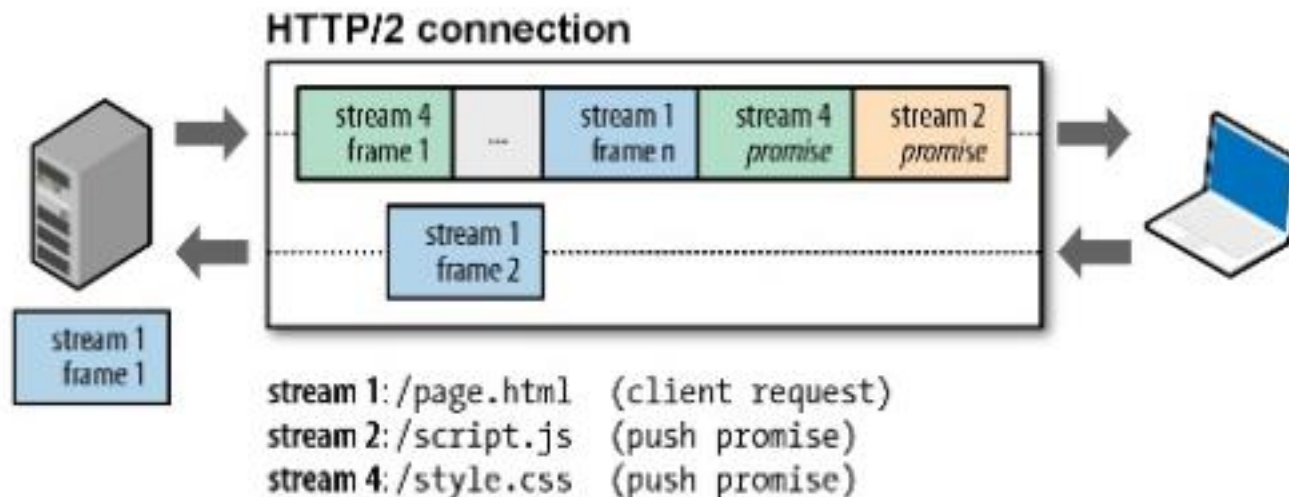 HTTP/2 connection
stream 4 ... stream 1 stream 4 stream 2
frame 1 frame n promise promise
stream 1
frame 2
stream 1
frame 1
stream 1: /page.html (client request)
stream 2: /script.js (push promise)
stream 4: /style.css (push promise)